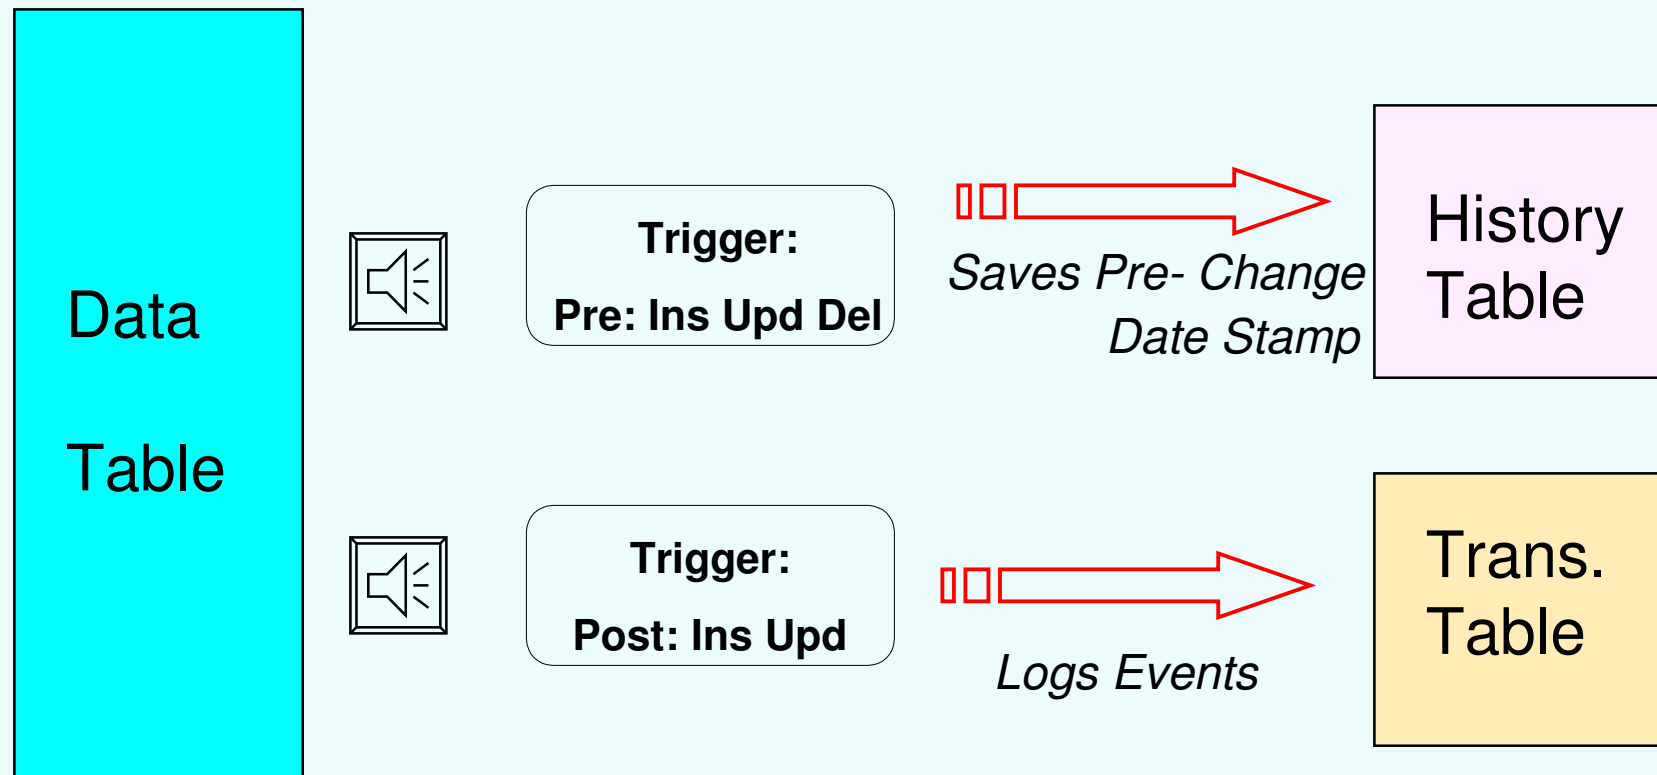 Data
Table
Trigger:
Pre: Ins Upd Del
Saves Pre- Change
Date Stamp
History
Table
Trigger:
Post: Ins Upd
Logs Events
Trans.
Table